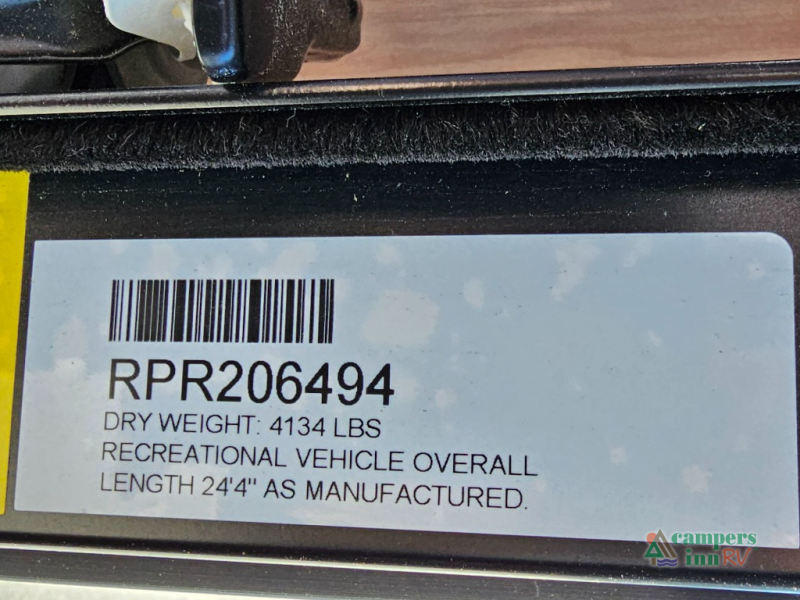 RPR206494
DRY WEIGHT: 4134 LBS
RECREATIONAL VEHICLE OVERALL
LENGTH 24'4" AS MANUFACTURED.
campers
inn RV